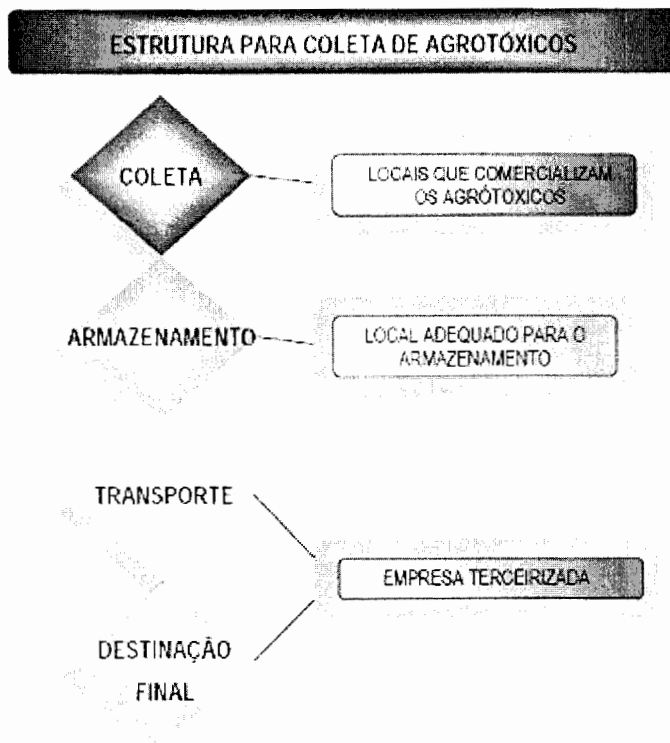 ESTRUTURA PARA COLETA DE AGROTÓXICOS
COLETA
LOCAIS QUE COMERCIALIZAM
OS AGRÓTOXICOS
ARMAZENAMENTO
LOCAL ADEQUADO PARA O
ARMAZENAMENTO
TRANSPORTE
EMPRESA TERCEIRIZADA
DESTINAÇÃO
FINAL